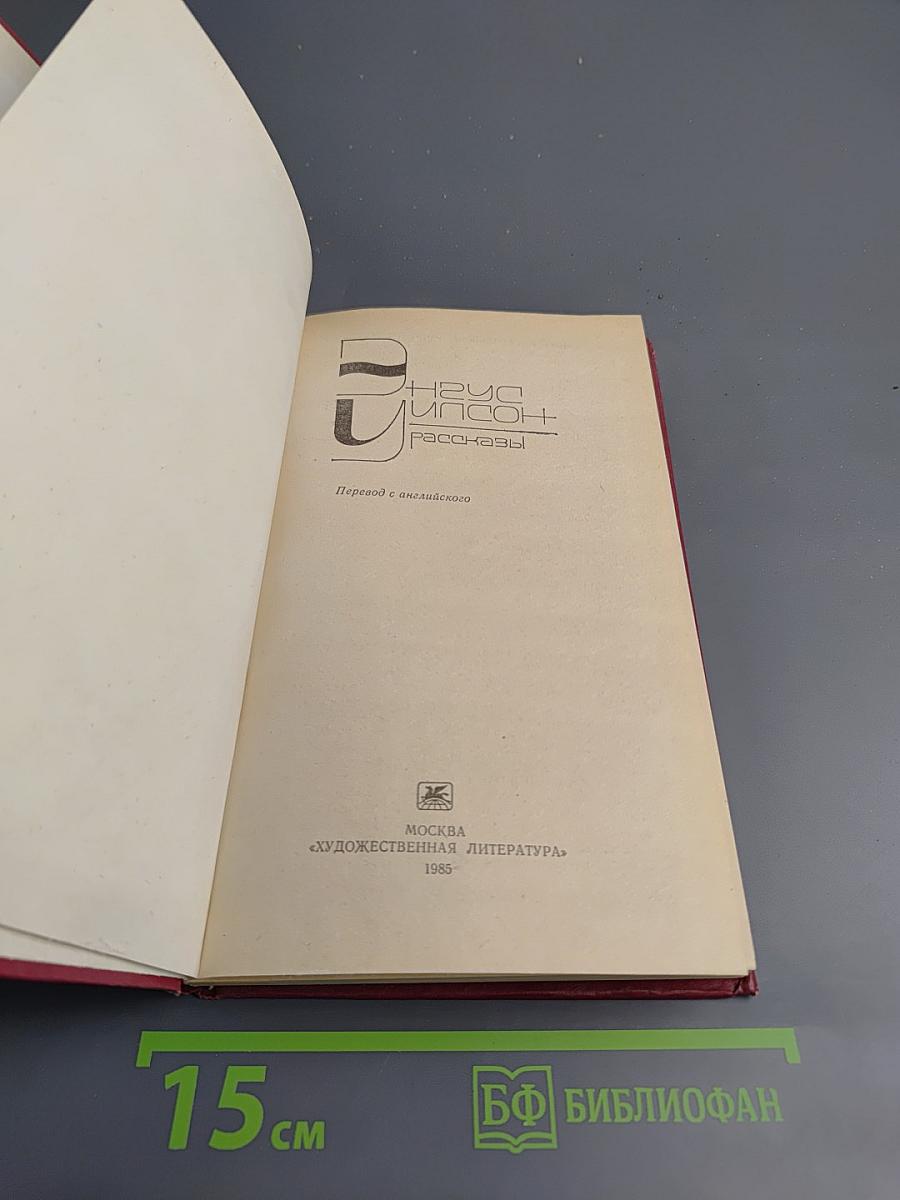 Энгус
Уилсон
рассказы
Перевод с английского
МОСКВА
«ХУДОЖЕСТВЕННАЯ ЛИТЕРАТУРА»
1985
15 см
БФ БИБЛИОФАН